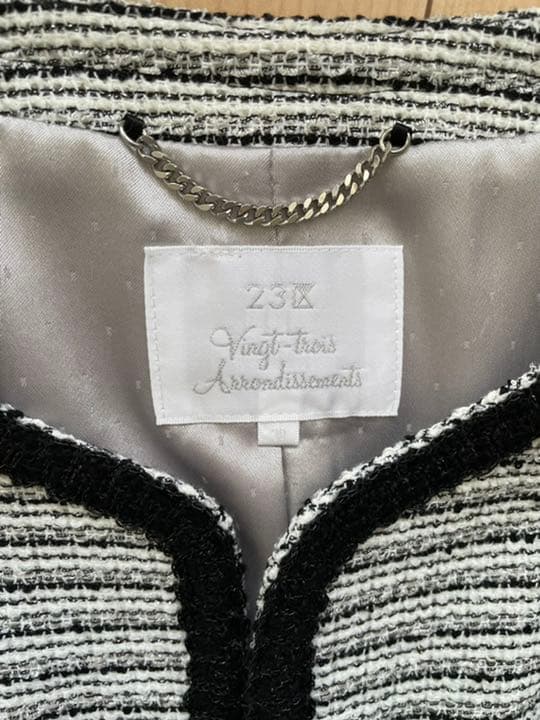 23区
Vingt-trois
Arrondissements